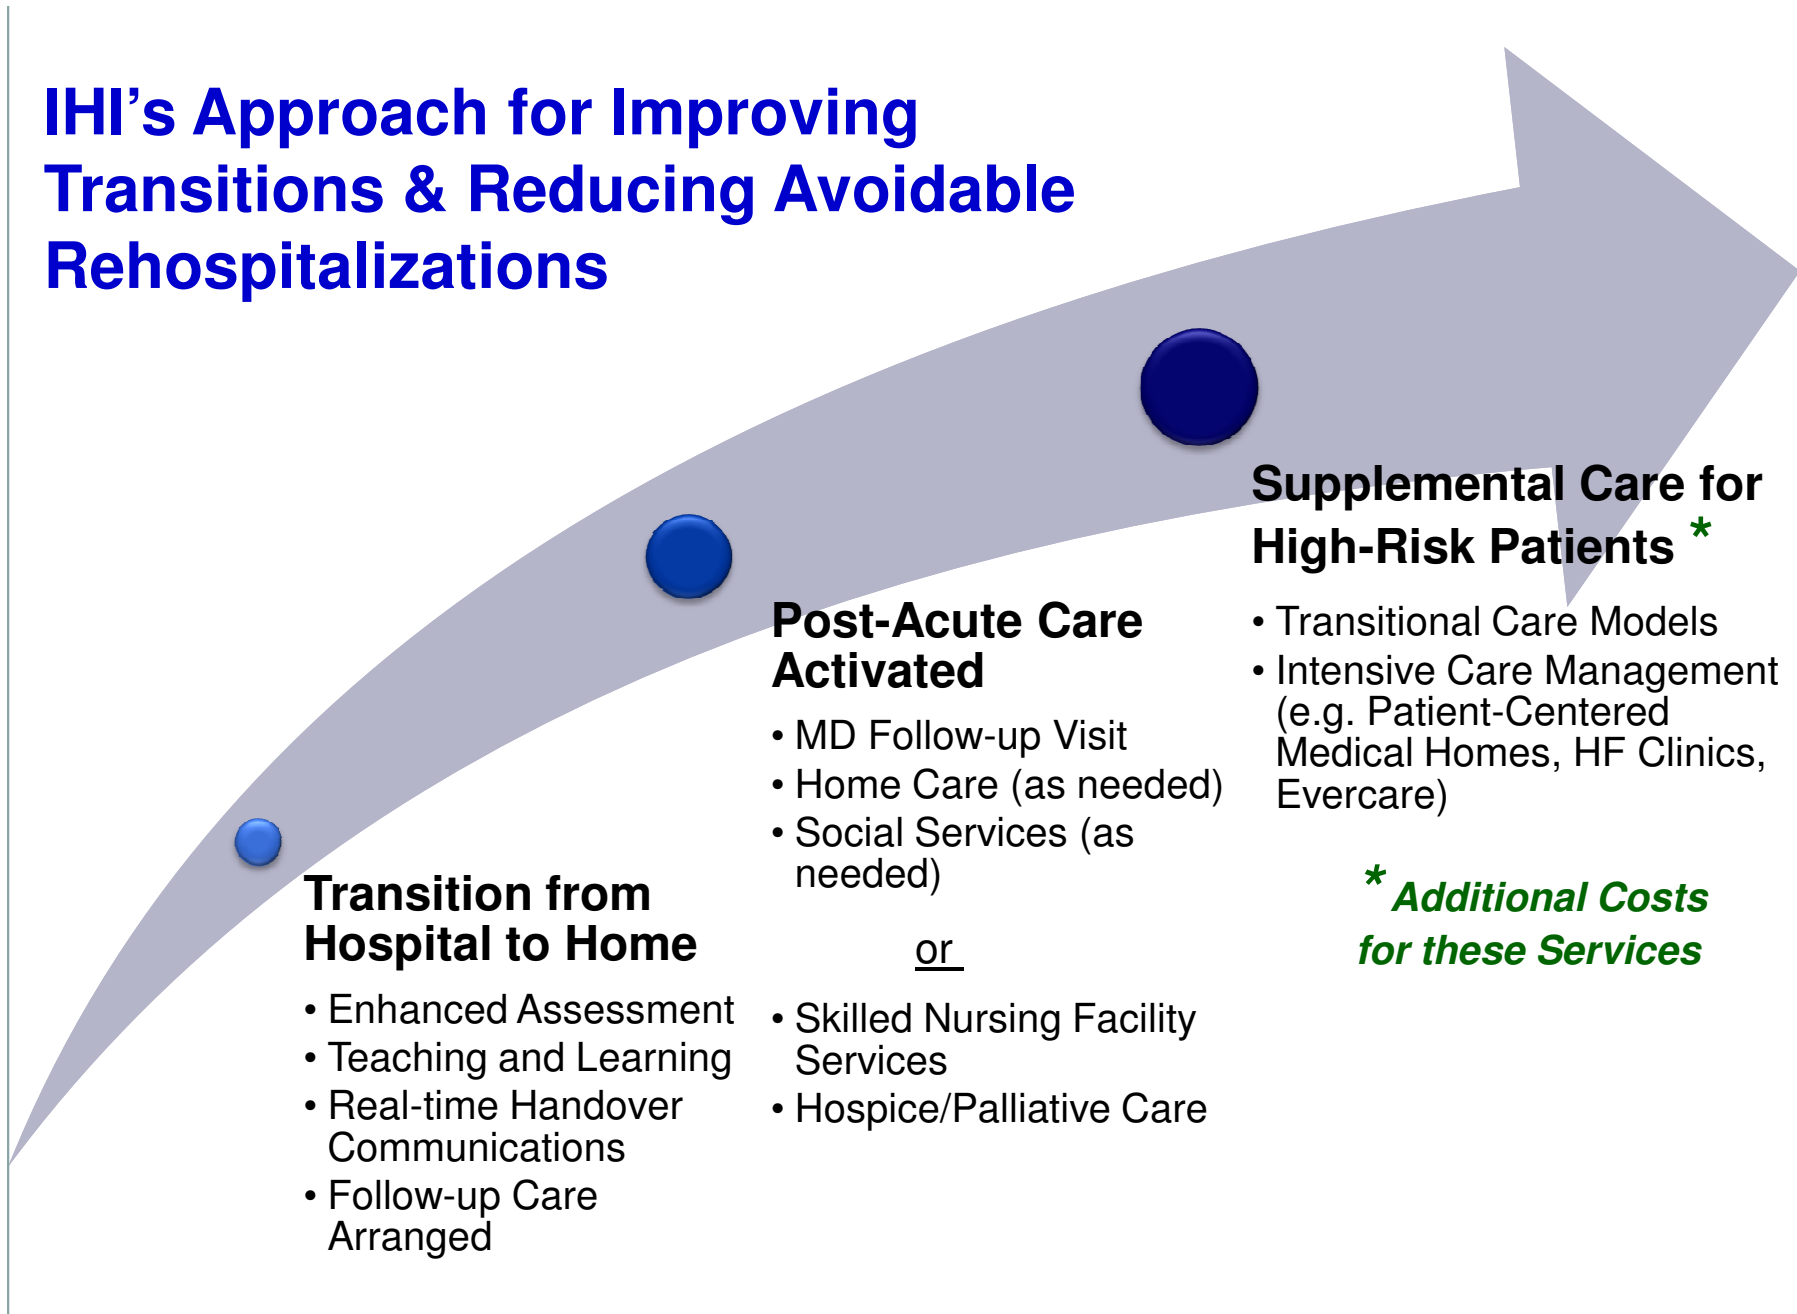 IHI's Approach for Improving
Transitions & Reducing Avoidable
Rehospitalizations
Transition from
Hospital to Home
• Enhanced Assessment
• Teaching and Learning
• Real-time Handover
Communications
• Follow-up Care
Arranged
Post-Acute Care
Activated
• MD Follow-up Visit
• Home Care (as needed)
• Social Services (as
needed)
or
• Skilled Nursing Facility
Services
• Hospice/Palliative Care
Supplemental Care for
High-Risk Patients *
• Transitional Care Models
• Intensive Care Management
(e.g. Patient-Centered
Medical Homes, HF Clinics,
Evercare)
* Additional Costs
for these Services